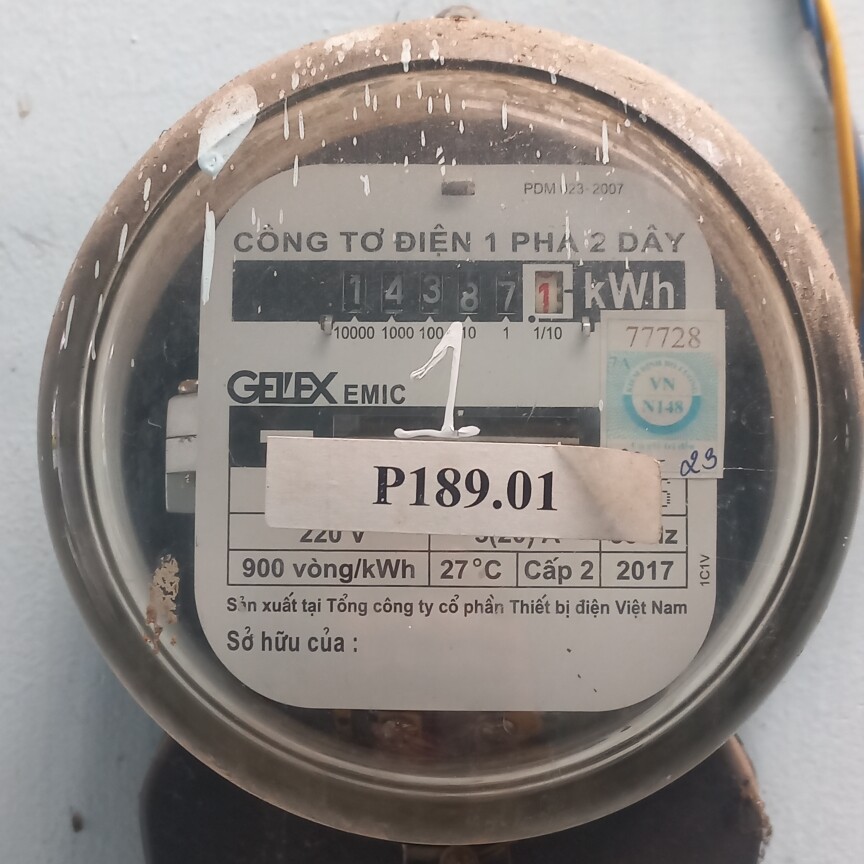 PDM 023-2007
CÔNG TƠ ĐIỆN 1 PHA 2 DÂY
1 4 3 8 7 1 kWh
10000 1000 100 10 1 1/10
77728
VN
N148
23
GELEX EMIC
1
P189.01
220 V
900 vòng/kWh 27°C Cấp 2 2017
1C1V
Sản xuất tại Tổng công ty cổ phần Thiết bị điện Việt Nam
Sở hữu của :